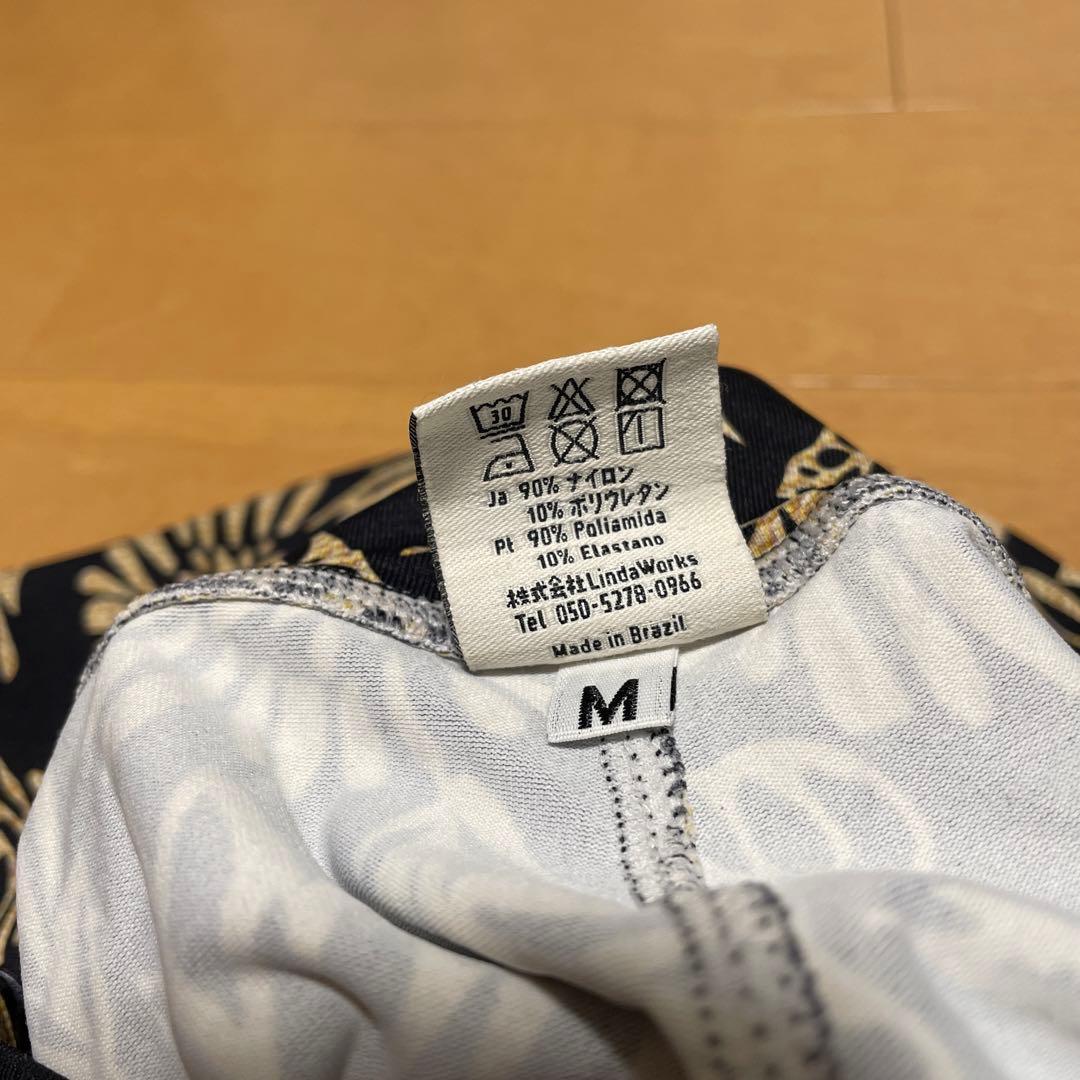 30
Ja 90% ナイロン
10% ポリウレタン
Pt 90% Poliamida
10% Elastano
株式会社LindaWorks
Tel 050-5278-0966
Made in Brazil
M